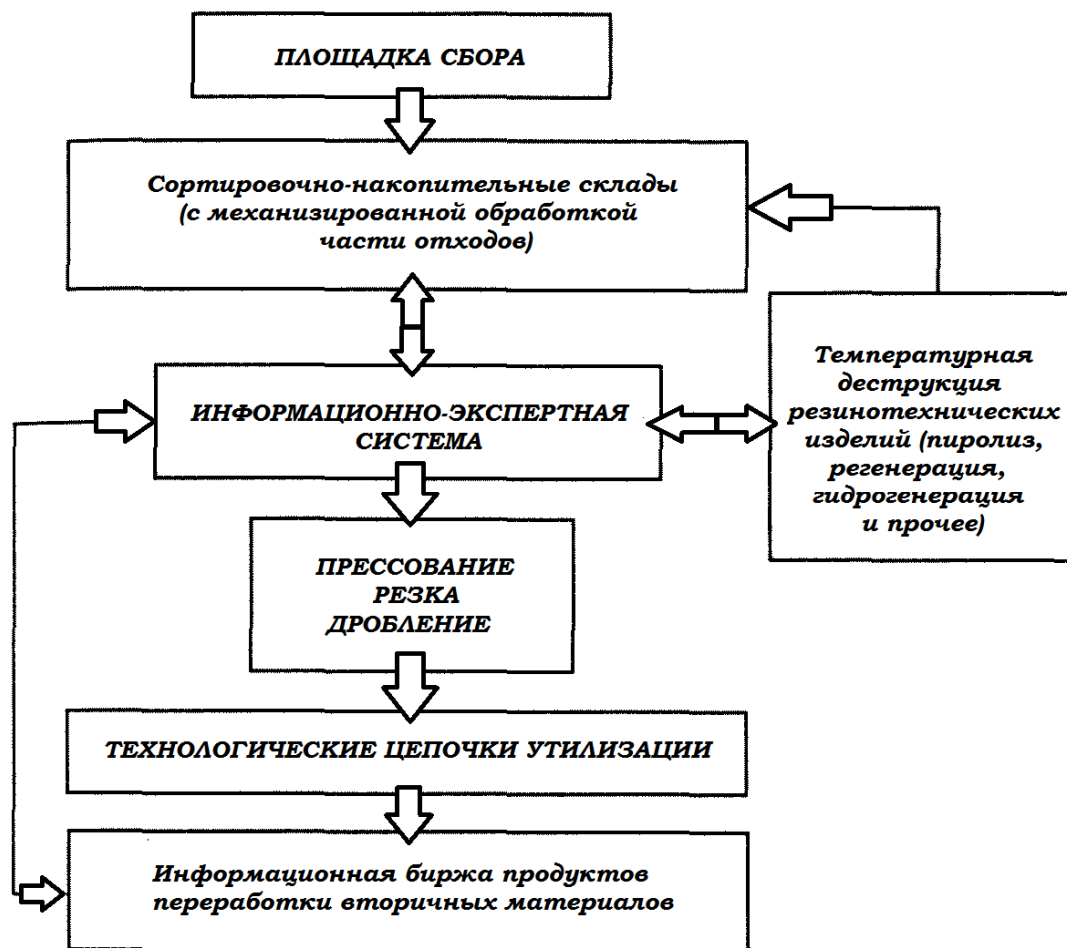 ПЛОЩАДКА СБОРА
Сортировочно-накопительные склады
(с механизированной обработкой
части отходов)
ИНФОРМАЦИОННО-ЭКСПЕРТНАЯ
СИСТЕМА
Температурная
деструкция
резинотехнических
изделий (пиролиз,
регенерация,
гидрогенерация
и прочее)
ПРЕССОВАНИЕ
РЕЗКА
ДРОБЛЕНИЕ
ТЕХНОЛОГИЧЕСКИЕ ЦЕПОЧКИ УТИЛИЗАЦИИ
Информационная биржа продуктов
переработки вторичных материалов